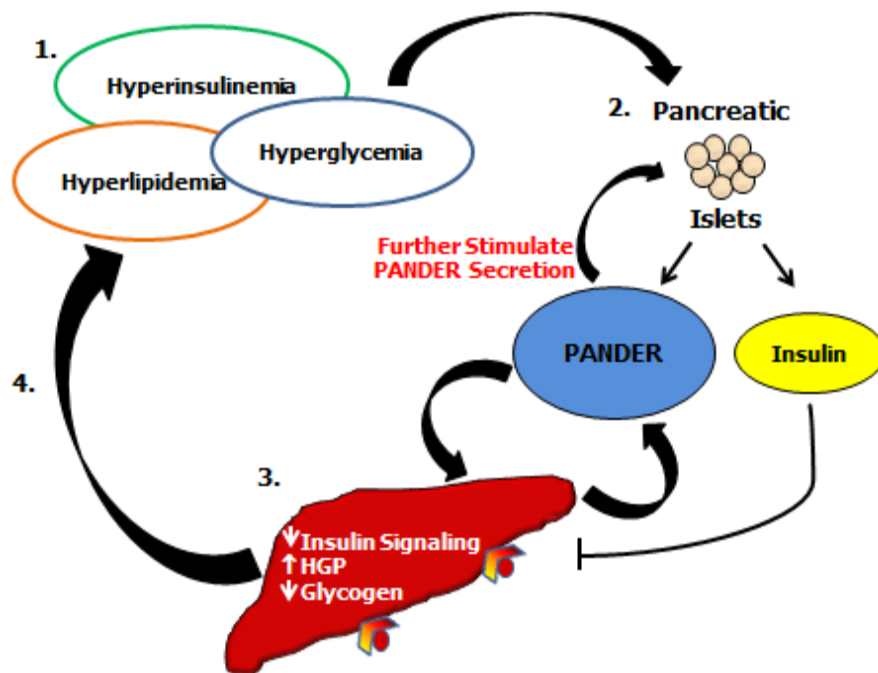 1.
Hyperinsulinemia
Hyperlipidemia
Hyperglycemia
2. Pancreatic
Islets
Further Stimulate
PANDER Secretion
PANDER
Insulin
3.
↓Insulin Signaling
↑HGP
↓Glycogen
4.